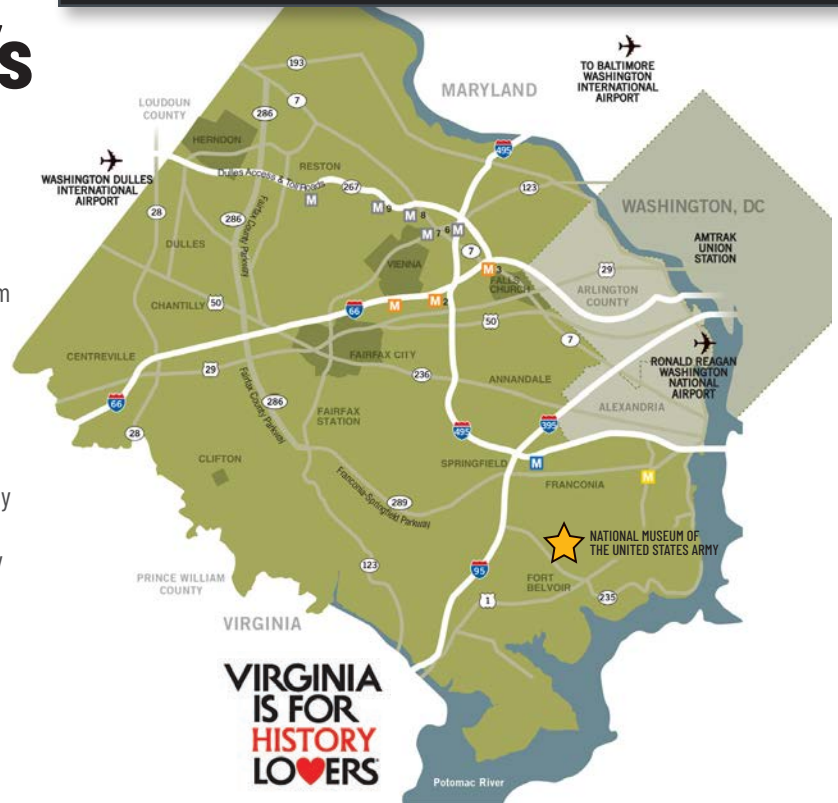 's
193
TO BALTIMORE
WASHINGTON
INTERNATIONAL
AIRPORT
MARYLAND
LOUDOUN
COUNTY
7
286
HERNDON
495
WASHINGTON DULLES
INTERNATIONAL
AIRPORT
RESTON
Dulles Access & Toll Roads
267
123
M
M 9
M 8
WASHINGTON, DC
28
286
Fairfax County Parkway
M 7
6 M
AMTRAK
UNION
STATION
DULLES
7
VIENNA
M 3
29
FALLS
CHURCH
ARLINGTON
COUNTY
m
CHANTILLY
50
66
M
M 2
50
7
CENTREVILLE
29
FAIRFAX CITY
236
ANNANDALE
RONALD REAGAN
WASHINGTON
NATIONAL
AIRPORT
66
Fairfax County Parkway
286
FAIRFAX
STATION
ALEXANDRIA
28
495
395
CLIFTON
SPRINGFIELD
M
M
FRANCONIA
Franconia-Springfield Parkway
289
y
NATIONAL MUSEUM OF
THE UNITED STATES ARMY
y
123
95
FORT
BELVOIR
PRINCE WILLIAM
COUNTY
1
235
VIRGINIA
VIRGINIA
IS FOR
HISTORY
LOVERS
Potomac River